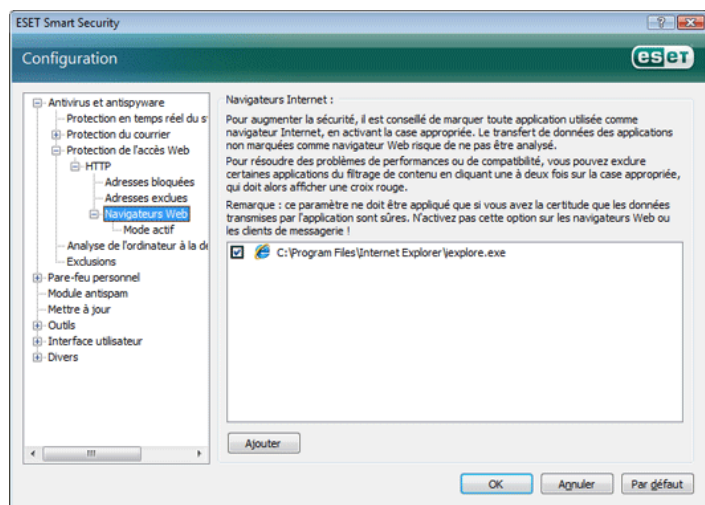 ESET Smart Security
Configuration
eset
Antivirus et antispyware
Protection en temps réel du s
Protection du courrier
Protection de l'accès Web
HTTP
Adresses bloquées
Adresses exclues
Navigateurs Web
Mode actif
Analyse de l'ordinateur à la de
Exclusions
Pare-feu personnel
Module antispam
Mettre à jour
Outils
Interface utilisateur
Divers
Navigateurs Internet :
Pour augmenter la sécurité, il est conseillé de marquer toute application utilisée comme
navigateur Internet, en activant la case appropriée. Le transfert de données des applications
non marquées comme navigateur Web risque de ne pas être analysé.
Pour résoudre des problèmes de performances ou de compatibilité, vous pouvez exclure
certaines applications du filtrage de contenu en cliquant une à deux fois sur la case appropriée,
qui doit alors afficher une croix rouge.
Remarque : ce paramètre ne doit être appliqué que si vous avez la certitude que les données
transmises par l'application sont sûres. N'activez pas cette option sur les navigateurs Web ou
les clients de messagerie !
C:\Program Files\Internet Explorer\iexplore.exe
Ajouter
OK
Annuler
Par défaut